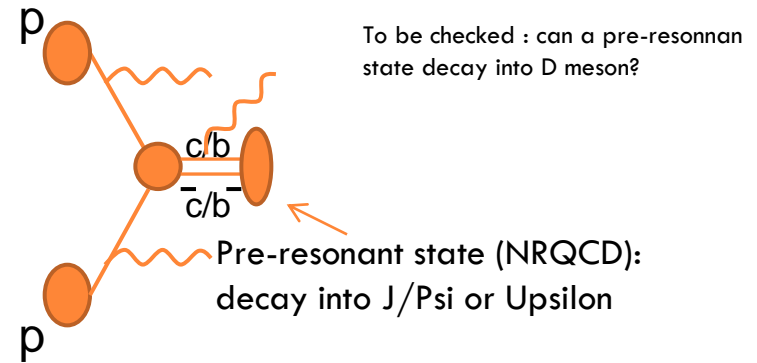 p
To be checked : can a pre-resonnan
state decay into D meson?
c/b
c̄/b̄
Pre-resonant state (NRQCD):
decay into J/Psi or Upsilon
p